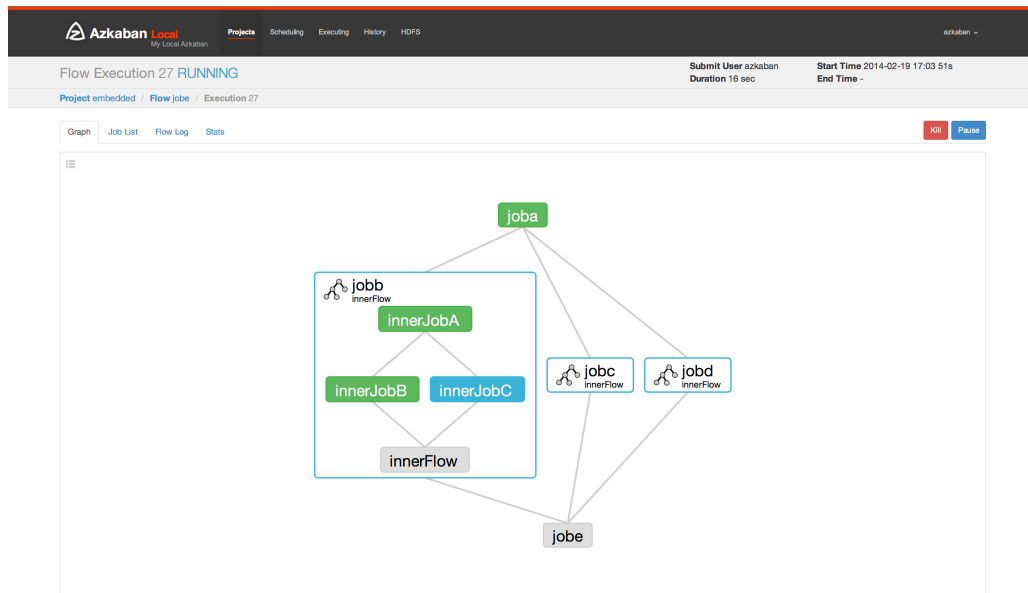 Azkaban Local
My Local Azkaban
Projects Scheduling Executing History HDFS
azkaban
Flow Execution 27 RUNNING
Submit User azkaban
Duration 16 sec
Start Time 2014-02-19 17:03 51s
End Time -
Project embedded / Flow jobe / Execution 27
Graph Job List Flow Log Stats
Kill Pause
joba
jobb
innerFlow
innerJobA
innerJobB innerJobC
innerFlow
jobc
innerFlow
jobd
innerFlow
jobe